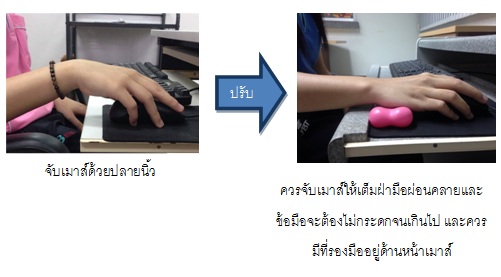 ปรับ
จับเมาส์ด้วยปลายนิ้ว
ควรจับเมาส์ให้เต็มฝ่ามือผ่อนคลายและ
ข้อมือจะต้องไม่กระดกจนเกินไป และควร
มีที่รองมืออยู่ด้านหน้าเมาส์